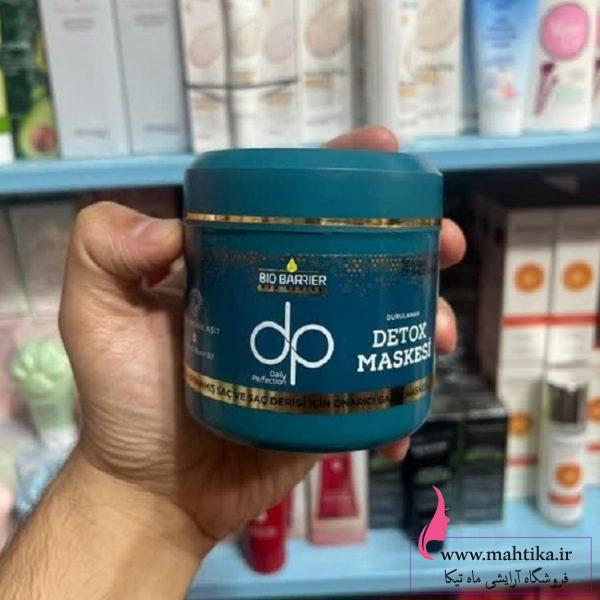 BIO BARRIER
dp
Daily
Perfection
DURULANAN
DETOX
MASKESİ
SAÇ VE SAÇ DERİSİ İÇİN ONARICI
www.mahtika.ir
فروشگاه آرایشی ماه تیکا